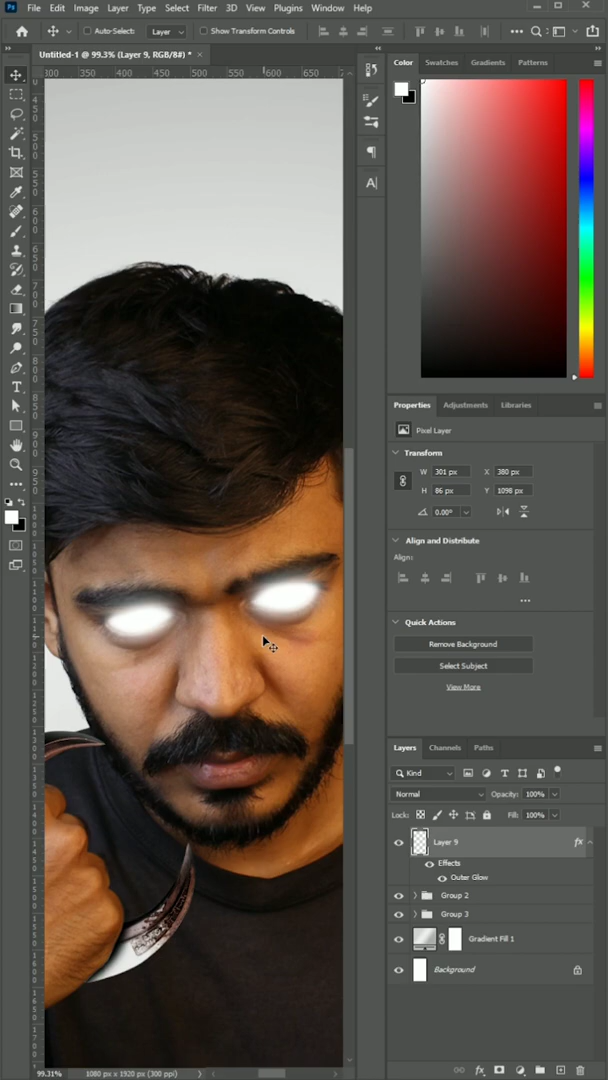 Ps File Edit Image Layer Type Select Filter 3D View Plugins Window Help
Auto-Select: Layer Show Transform Controls
Untitled-1 @ 99.3% (Layer 9, RGB/8#) * ×
300 350 400 450 500 550 600 650
Color Swatches Gradients Patterns
Properties Adjustments Libraries
Pixel Layer
Transform
W 301 px X 380 px
H 86 px Y 1098 px
0.00°
Align and Distribute
Align:
Quick Actions
Remove Background
Select Subject
View More
Layers Channels Paths
Kind
Normal Opacity: 100%
Lock: Fill: 100%
Layer 9 fx
Effects
Outer Glow
Group 2
Group 3
Gradient Fill 1
Background
99.31% 1080 px x 1920 px (300 ppi)